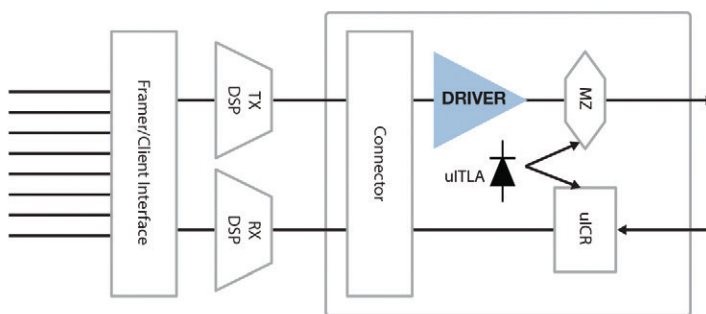 Framer/Client Interface
TX
DSP
RX
DSP
Connector
DRIVER
MZ
uITLA
uICR